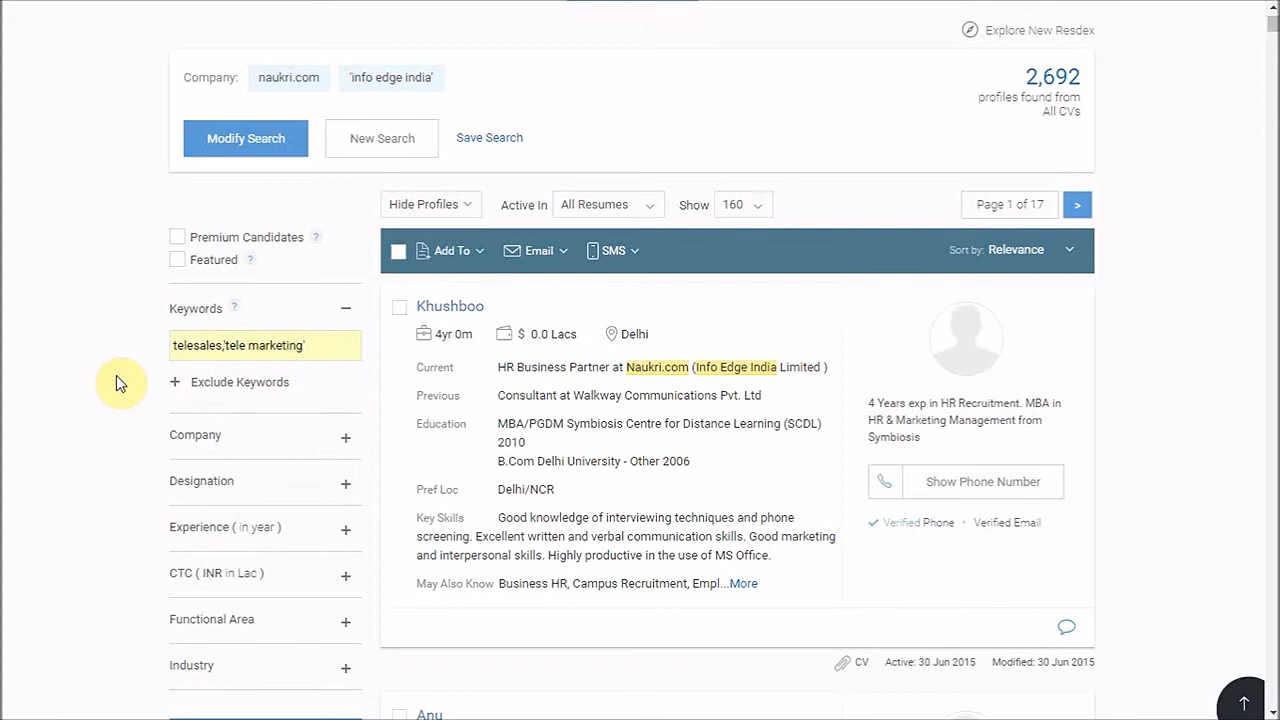 Explore New Resdex
Company: naukri.com 'info edge india'
2,692
profiles found from
All CVs
Modify Search New Search Save Search
Hide Profiles Active In All Resumes Show 160 Page 1 of 17 >
Premium Candidates ?
Featured ?
Add To Email SMS Sort by: Relevance
Keywords ?
telesales,'tele marketing'
+ Exclude Keywords
Company +
Designation +
Experience ( in year ) +
CTC ( INR in Lac ) +
Functional Area +
Industry +
Khushboo
4yr 0m $ 0.0 Lacs Delhi
Current HR Business Partner at Naukri.com (Info Edge India Limited )
Previous Consultant at Walkway Communications Pvt. Ltd
Education MBA/PGDM Symbiosis Centre for Distance Learning (SCDL)
2010
B.Com Delhi University - Other 2006
Pref Loc Delhi/NCR
Key Skills Good knowledge of interviewing techniques and phone
screening. Excellent written and verbal communication skills. Good marketing
and interpersonal skills. Highly productive in the use of MS Office.
May Also Know Business HR, Campus Recruitment, Empl...More
4 Years exp in HR Recruitment. MBA in
HR & Marketing Management from
Symbiosis
Show Phone Number
Verified Phone • Verified Email
CV Active: 30 Jun 2015 Modified: 30 Jun 2015
Anu